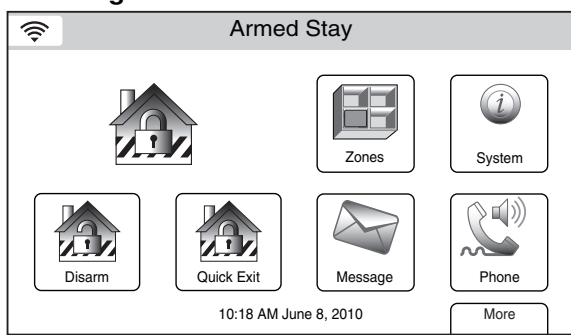 Armed Stay
Zones
System
Disarm
Quick Exit
Message
Phone
10:18 AM June 8, 2010
More